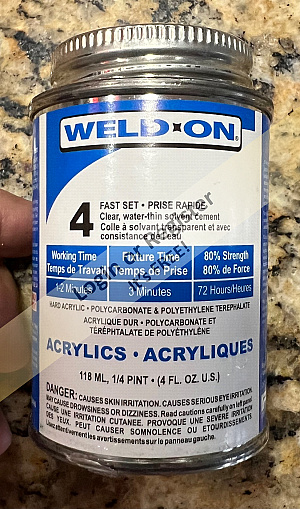 WELD•ON®
4
FAST SET • PRISE RAPIDE
Clear, water-thin solvent cement
Colle à solvant transparent et avec
consistance de l'eau
Working Time Fixture Time 80% Strength
Temps de Travail Temps de Prise 80% de Force
1-2 Minutes 3 Minutes 72 Hours/Heures
HARD ACRYLIC • POLYCARBONATE & POLYETHYLENE TEREPHALATE
ACRYLIQUE DUR • POLYCARBONATE ET
TÉRÉPHTALATE DE POLYÉTHYLÈNE
ACRYLICS • ACRYLIQUES
118 ML, 1/4 PINT • (4 FL. OZ. U.S.)
DANGER: CAUSES SKIN IRRITATION. CAUSES SERIOUS EYE IRRITATION.
MAY CAUSE DROWSINESS OR DIZZINESS. Read cautions carefully on left panel.
CAUSE UNE IRRITATION CUTANEE. PROVOQUE UNE SEVERE IRRITATION
DES YEUX. PEUT CAUSER SOMNOLENCE OU ETOURDISSEMENTS
Lire attentivement les avertissements sur le panneau gauche.